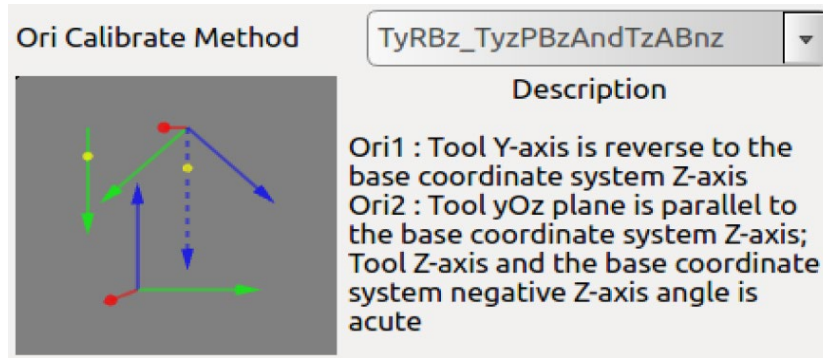 Ori Calibrate Method
TyRBz_TyzPBzAndTzABnz
Description
Ori1 : Tool Y-axis is reverse to the
base coordinate system Z-axis
Ori2 : Tool yOz plane is parallel to
the base coordinate system Z-axis;
Tool Z-axis and the base coordinate
system negative Z-axis angle is
acute